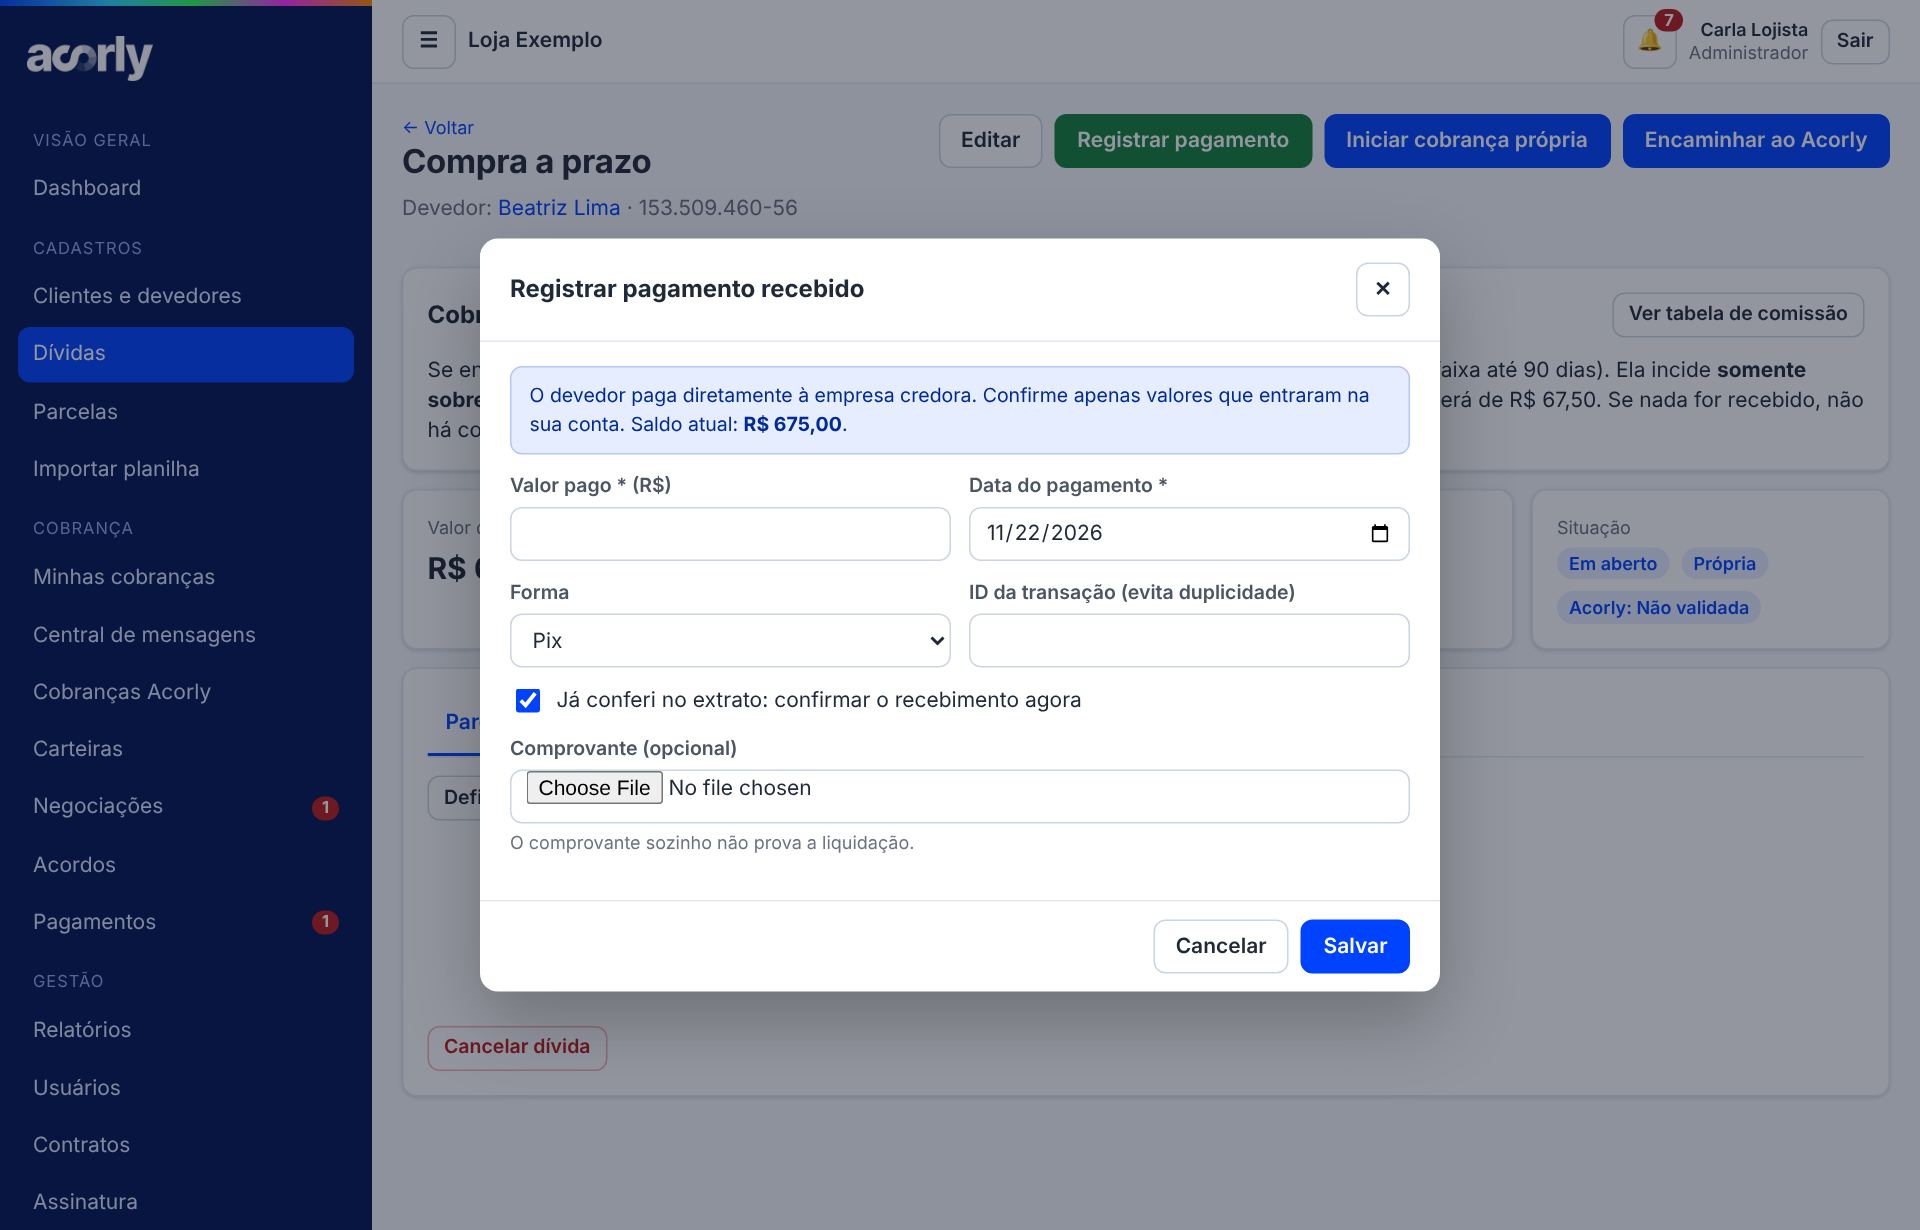 acorly
VISÃO GERAL
Dashboard
CADASTROS
Clientes e devedores
Dívidas
Parcelas
Importar planilha
COBRANÇA
Minhas cobranças
Central de mensagens
Cobranças Acorly
Carteiras
Negociações 1
Acordos
Pagamentos 1
GESTÃO
Relatórios
Usuários
Contratos
Assinatura
Loja Exemplo
7
Carla Lojista
Administrador
Sair
← Voltar
Compra a prazo
Devedor: Beatriz Lima · 153.509.460-56
Editar
Registrar pagamento
Iniciar cobrança própria
Encaminhar ao Acorly
Ver tabela de comissão
Se
aixa até 90 dias). Ela incide somente
erá de R$ 67,50. Se nada for recebido, não
há
Valor
R$
Situação
Em aberto Própria
Acorly: Não validada
Registrar pagamento recebido
×
O devedor paga diretamente à empresa credora. Confirme apenas valores que entraram na
sua conta. Saldo atual: R$ 675,00.
Valor pago * (R$)
Data do pagamento *
11/22/2026
Forma
Pix
ID da transação (evita duplicidade)
Já conferi no extrato: confirmar o recebimento agora
Comprovante (opcional)
Choose File No file chosen
O comprovante sozinho não prova a liquidação.
Cancelar
Salvar
Cancelar dívida